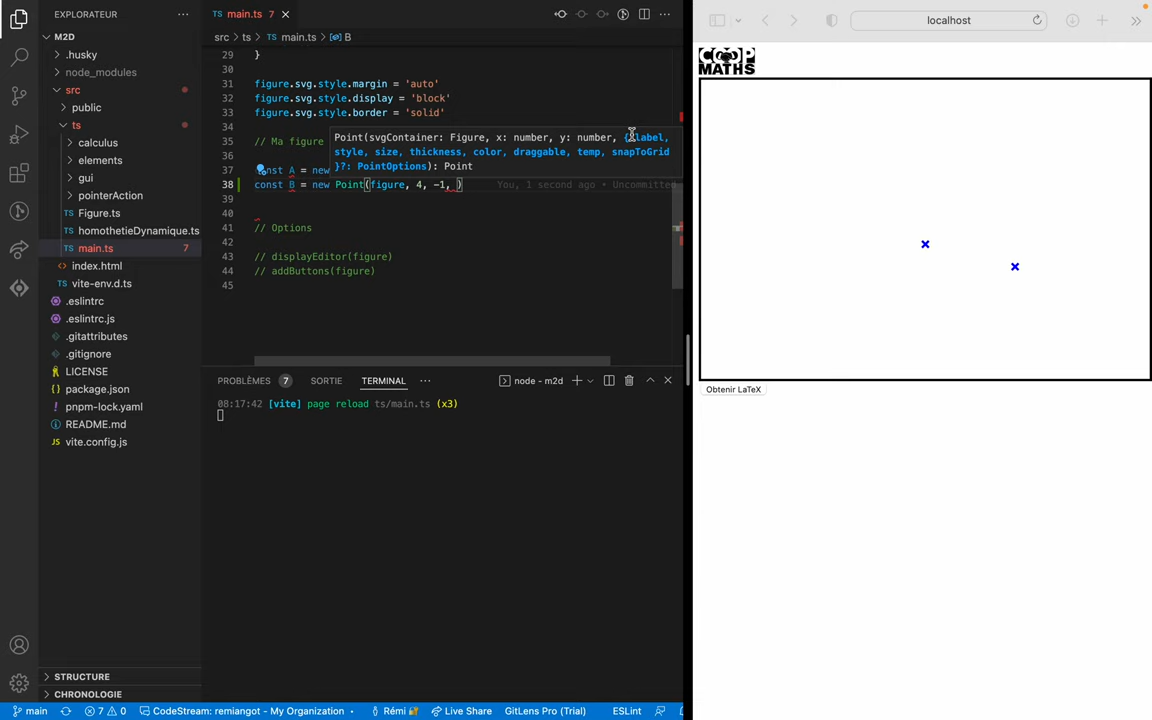 EXPLORATEUR
M2D
.husky
node_modules
src
public
ts
calculus
elements
gui
pointerAction
TS Figure.ts
TS homothetieDynamique.ts
TS main.ts 7
index.html
TS vite-env.d.ts
.eslintrc
.eslintrc.js
.gitattributes
.gitignore
LICENSE
package.json
pnpm-lock.yaml
README.md
vite.config.js
STRUCTURE
CHRONOLOGIE
TS main.ts 7
src > ts > TS main.ts > B
29 }
30
31 figure.svg.style.margin = 'auto'
32 figure.svg.style.display = 'block'
33 figure.svg.style.border = 'solid'
34
Point(svgContainer: Figure, x: number, y: number, {label,
style, size, thickness, color, draggable, temp, snapToGrid
}?: PointOptions): Point
35 // Ma figure
36
37 const A = new
38 const B = new Point(figure, 4, -1, ) You, 1 second ago • Uncommitted
39
40
41 // Options
42
43 // displayEditor(figure)
44 // addButtons(figure)
45
PROBLÈMES 7 SORTIE TERMINAL node - m2d
08:17:42 [vite] page reload ts/main.ts (x3)
main 7 0 CodeStream: remiangot - My Organization Rémi Live Share GitLens Pro (Trial) ESLint
localhost
COOP
MATHS
Obtenir LaTeX